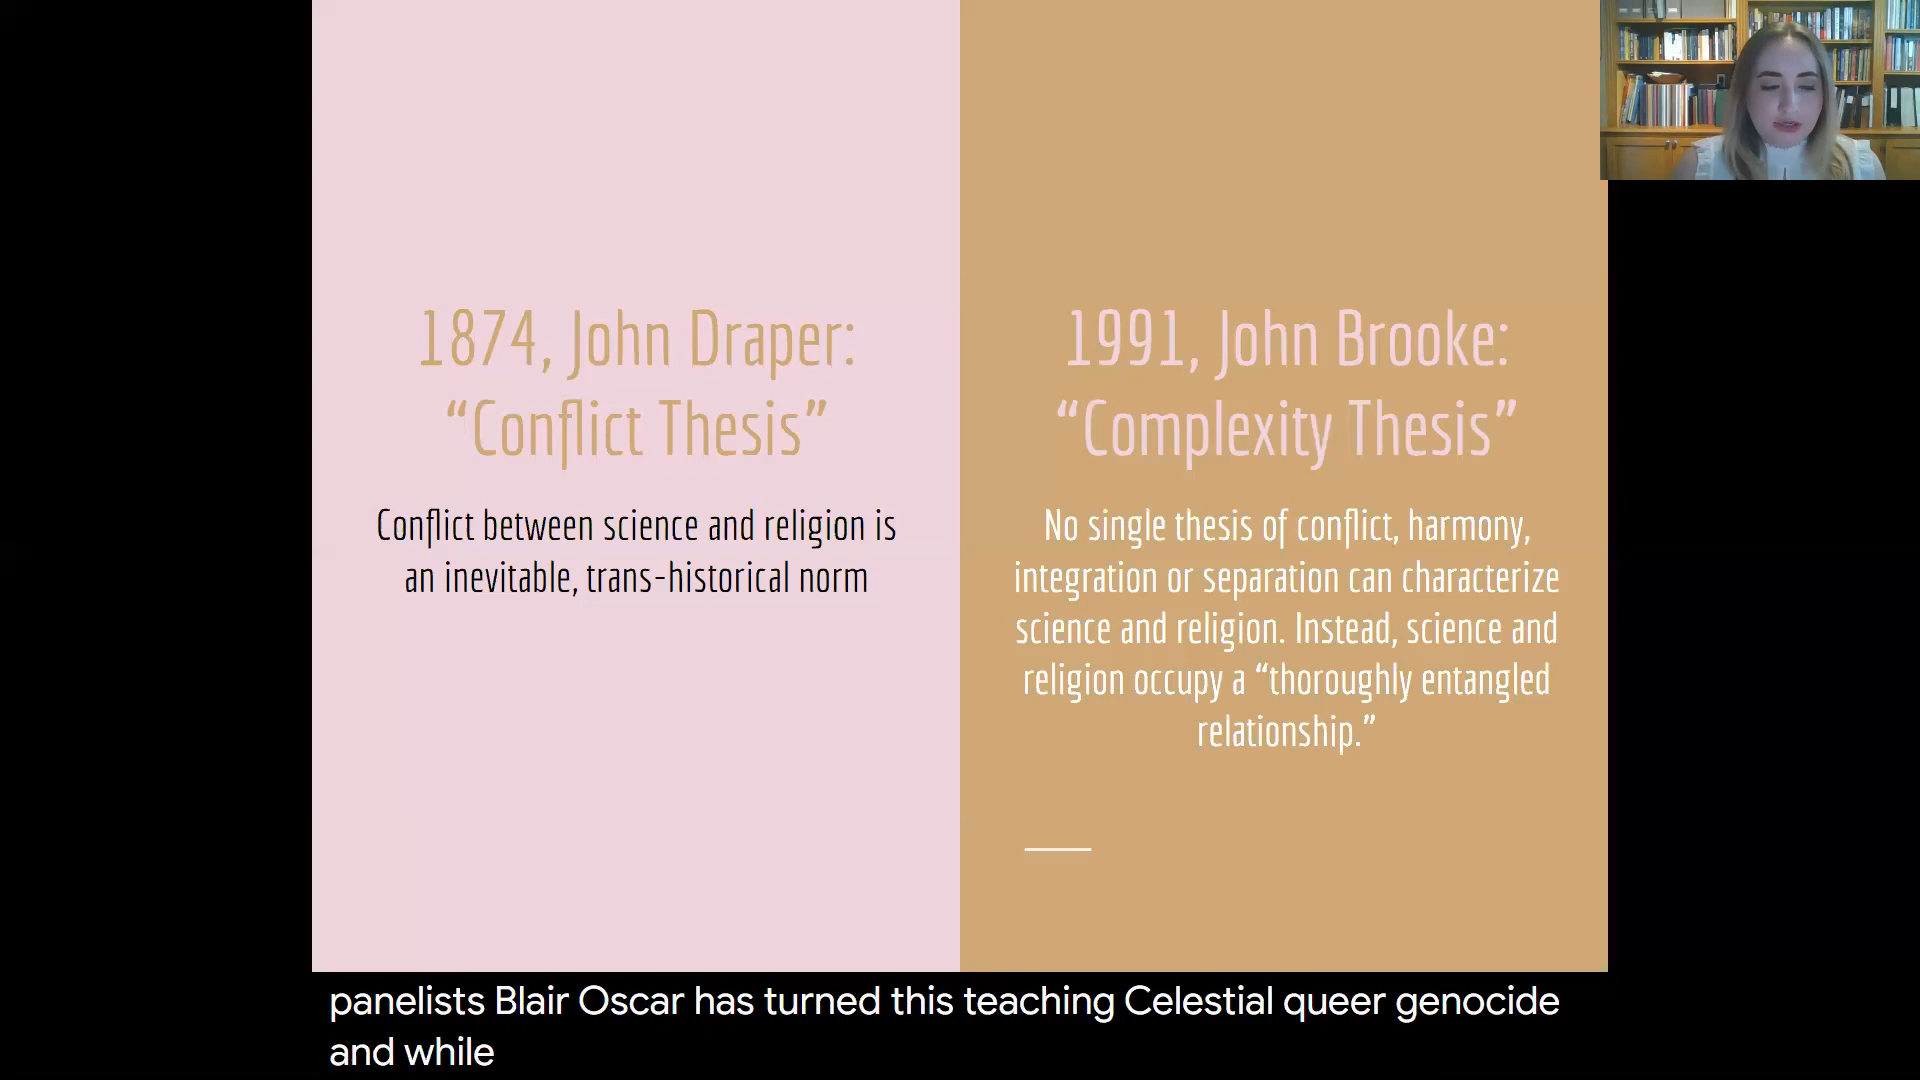 1874, John Draper:
“Conflict Thesis”
Conflict between science and religion is
an inevitable, trans-historical norm
1991, John Brooke:
“Complexity Thesis”
No single thesis of conflict, harmony,
integration or separation can characterize
science and religion. Instead, science and
religion occupy a “thoroughly entangled
relationship.”
panelists Blair Oscar has turned this teaching Celestial queer genocide
and while